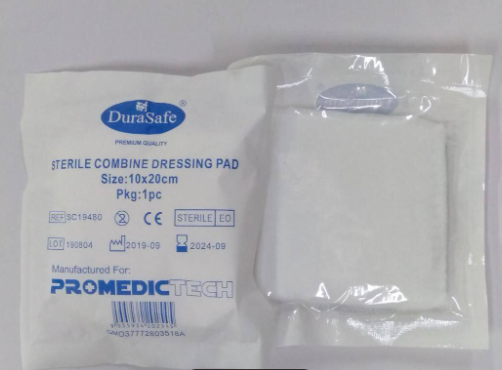 DuraSafe®
PREMIUM QUALITY
STERILE COMBINE DRESSING PAD
Size:10x20cm
Pkg:1pc
REF SC19480 CE STERILE EO
LOT 190804 2019-09 2024-09
Manufactured For:
PROMEDICTECH